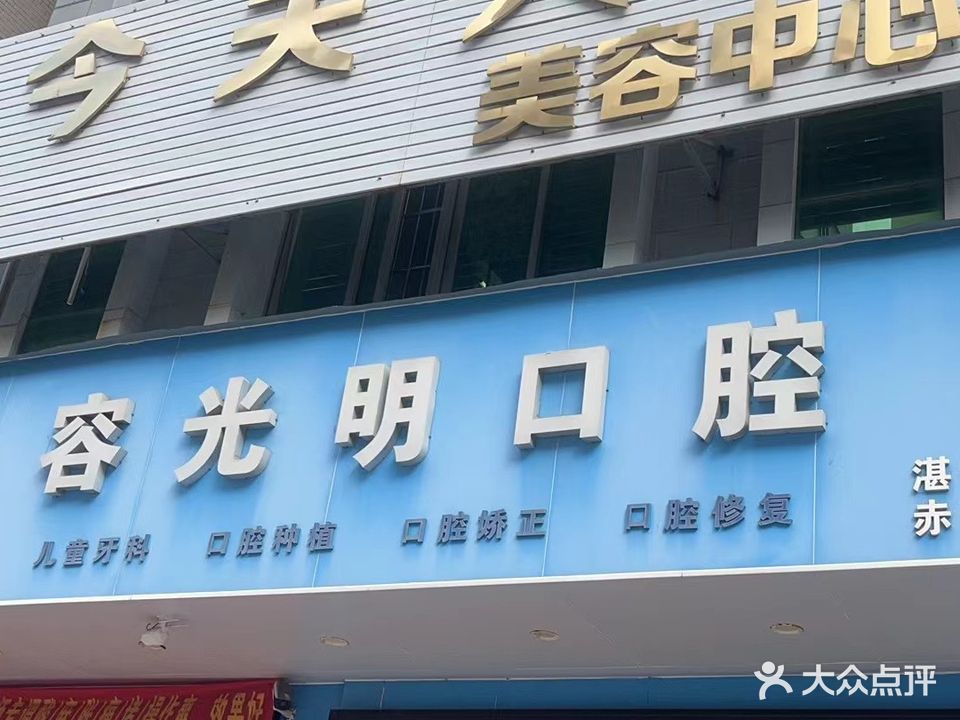 今天
美容中心
容光明口腔
儿童牙科 口腔种植 口腔娇正 口腔修复
湛
赤
大众点评